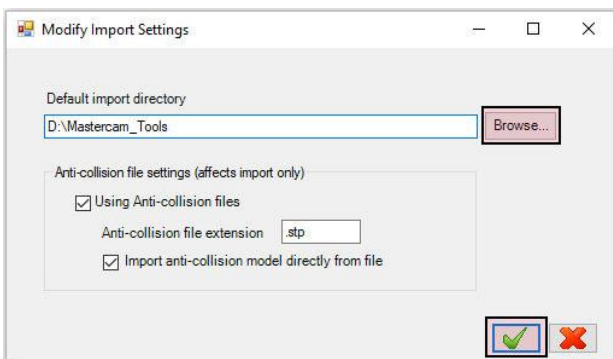 Modify Import Settings
Default import directory
D:\Mastercam_Tools
Browse...
Anti-collision file settings (affects import only)
Using Anti-collision files
Anti-collision file extension
.stp
Import anti-collision model directly from file